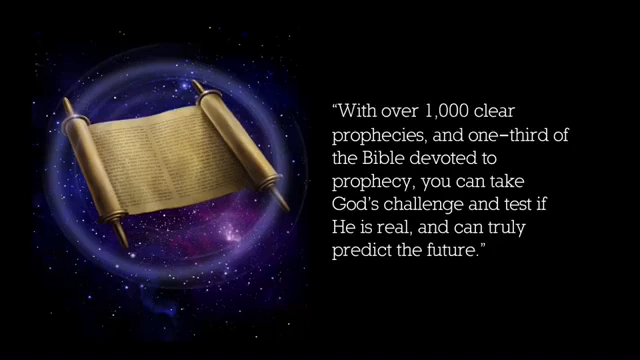 “With over 1,000 clear
prophecies, and one-third of
the Bible devoted to
prophecy, you can take
God's challenge and test if
He is real, and can truly
predict the future.”